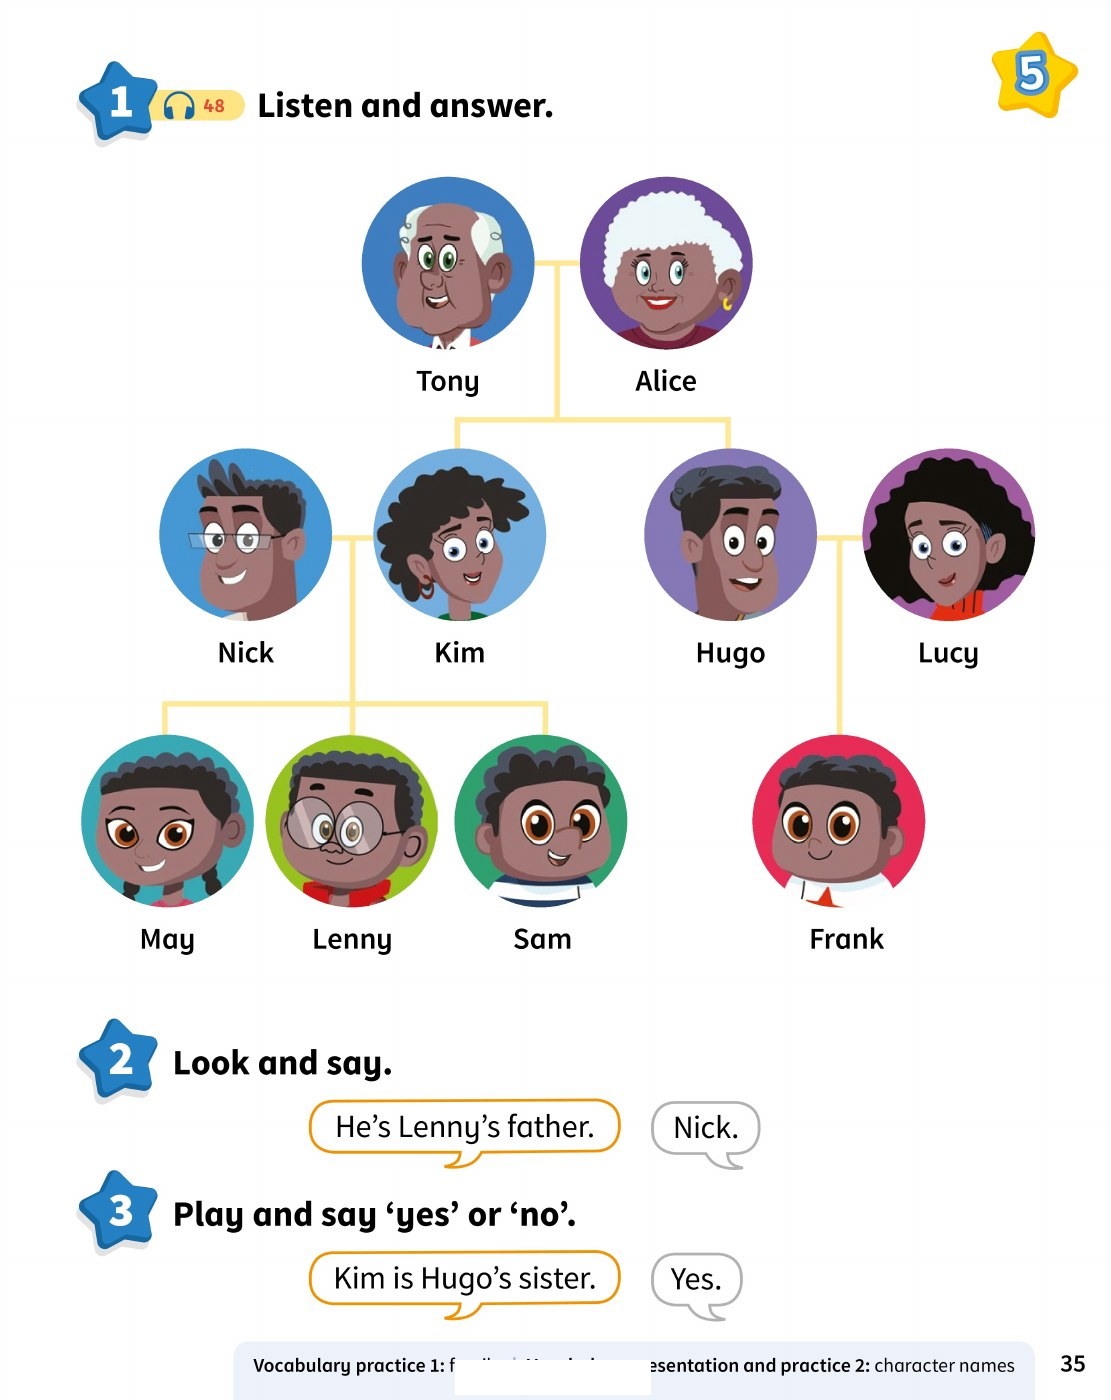 5
1 48 Listen and answer.
Tony Alice
Nick Kim Hugo Lucy
May Lenny Sam Frank
2 Look and say.
He's Lenny's father. Nick.
3 Play and say ‘yes’ or ‘no’.
Kim is Hugo's sister. Yes.
Vocabulary practice 1: and practice 2: character names 35